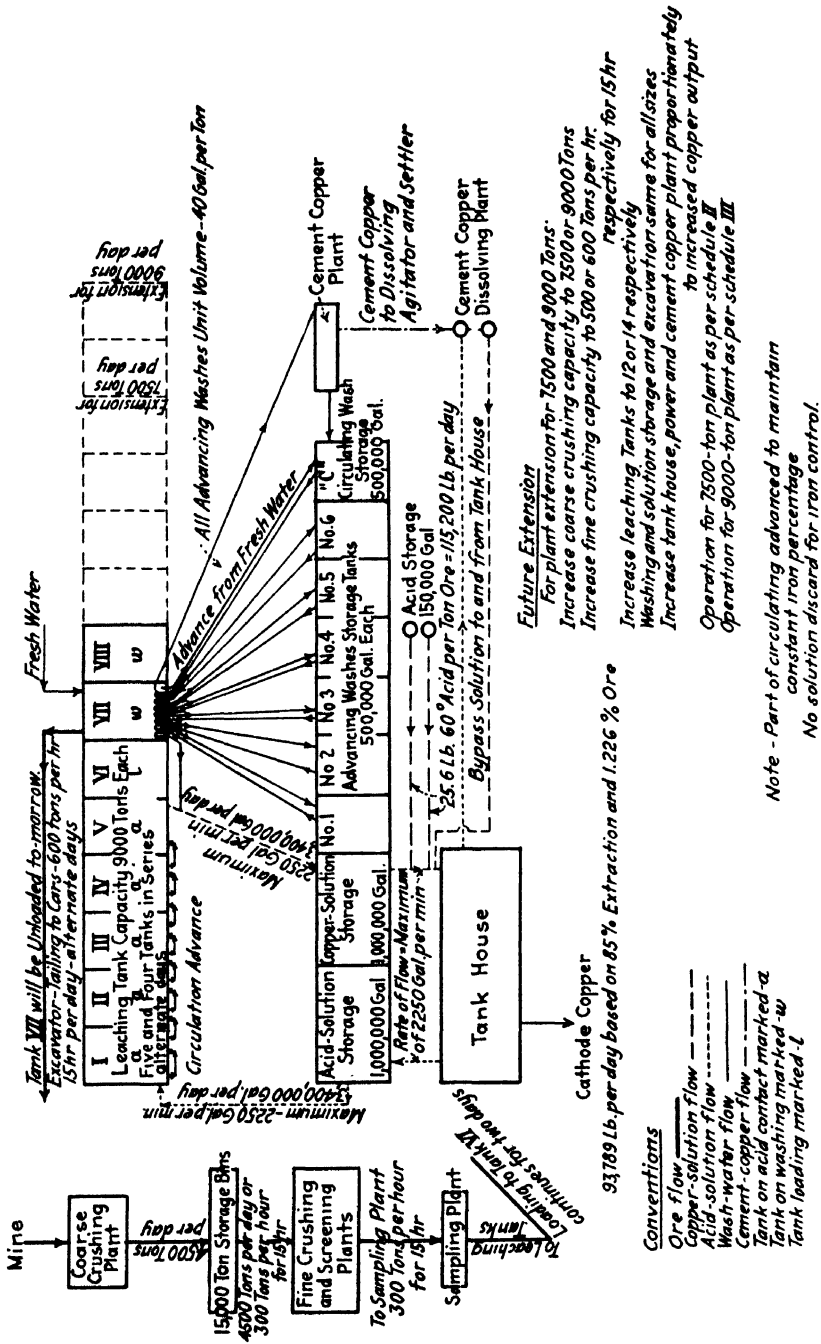 Mine
Coarse
Crushing
Plant
4500 Tons
per day
15,000 Ton Storage Bins
4500 Tons per day or
300 Tons per hour
for 15 hr
Fine Crushing
and Screening
Plants
To Sampling Plant
300 Tons per hour
for 15 hr
Sampling Plant
To Leaching
Tanks
Loading to Tank VI
continues for two days
Tank VII will be Unloaded to-morrow.
Excavator-Tailing to Cars-600 tons per hr
15hr per day-alternate days
Fresh Water
I II III IV V VI VII VIII
Leaching Tank Capacity 9000 Tons Each
a a a a a l w w
Five and Four Tanks in Series
alternate days
Circulation Advance
Extension for
7500 Tons
per day
Extension for
9000 Tons
per day
Maximum-2250 Gal. per min.
3,400,000 Gal. per day
Maximum
2250 Gal per min
3400,000 Gal per day
All Advancing Washes Unit Volume-40 Gal. per Ton
Advance from Fresh Water
Acid-Solution
Storage
1,000,000 Gal
Copper-Solution
Storage
1,000,000 Gal.
No.1 No 2 No 3 No.4 No.5 No.6
Advancing Washes Storage Tanks
500,000 Gal. Each
"C"
Circulating Wash
Storage
500,000 Gal.
Cement Copper
Plant
Cement Copper
to Dissolving
Agitator and Settler
Cement Copper
Dissolving Plant
Rate of Flow=Maximum
of 2250 Gal. per min
Acid Storage
150,000 Gal
25.6 Lb. 60° Acid per Ton Ore = 115,200 Lb. per day
Bypass Solution to and from Tank House
Tank House
Cathode Copper
93,789 Lb. per day based on 85% Extraction and 1.226 % Ore
Future Extension
For plant extension for 7500 and 9000 Tons:
Increase coarse crushing capacity to 7,500 or 9000 Tons
Increase fine crushing capacity to 500 or 600 Tons per hr.
respectively for 15 hr
Increase leaching Tanks to 12 or 14 respectively
Washing and solution storage and excavation same for all sizes
Increase tank house, power and cement copper plant proportionately
to increased copper output
Operation for 7,500-ton plant as per schedule II
Operation for 9000-ton plant as per schedule III
Conventions
Ore flow
Copper-solution flow
Acid-solution flow
Wash-water flow
Cement-copper flow
Tank on acid contact marked-a
Tank on washing marked-w
Tank loading marked-l
Note - Part of circulating advanced to maintain
constant iron percentage
No solution discard for iron control.